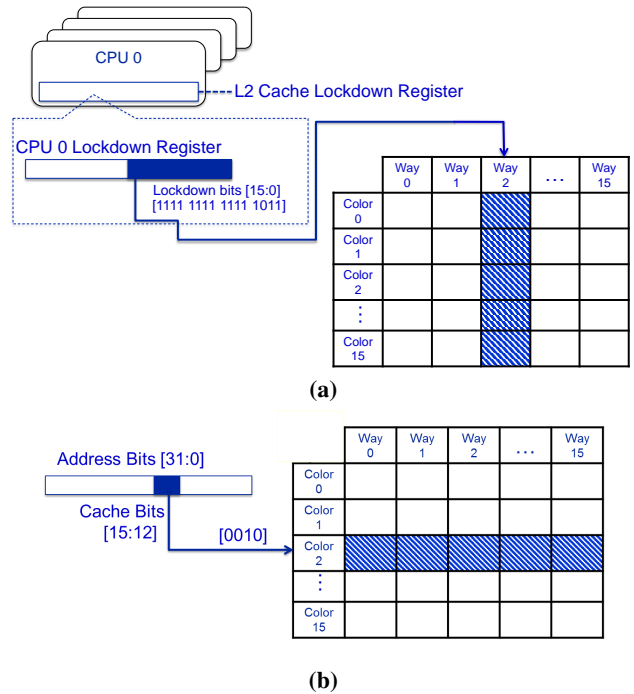 CPU 0
L2 Cache Lockdown Register
CPU 0 Lockdown Register
Lockdown bits [15:0]
[1111 1111 1111 1011]
Way 0
Way 1
Way 2
...
Way 15
Color 0
Color 1
Color 2
⋮
Color 15
(a)
Address Bits [31:0]
Cache Bits
[15:12]
[0010]
Way 0
Way 1
Way 2
...
Way 15
Color 0
Color 1
Color 2
⋮
Color 15
(b)